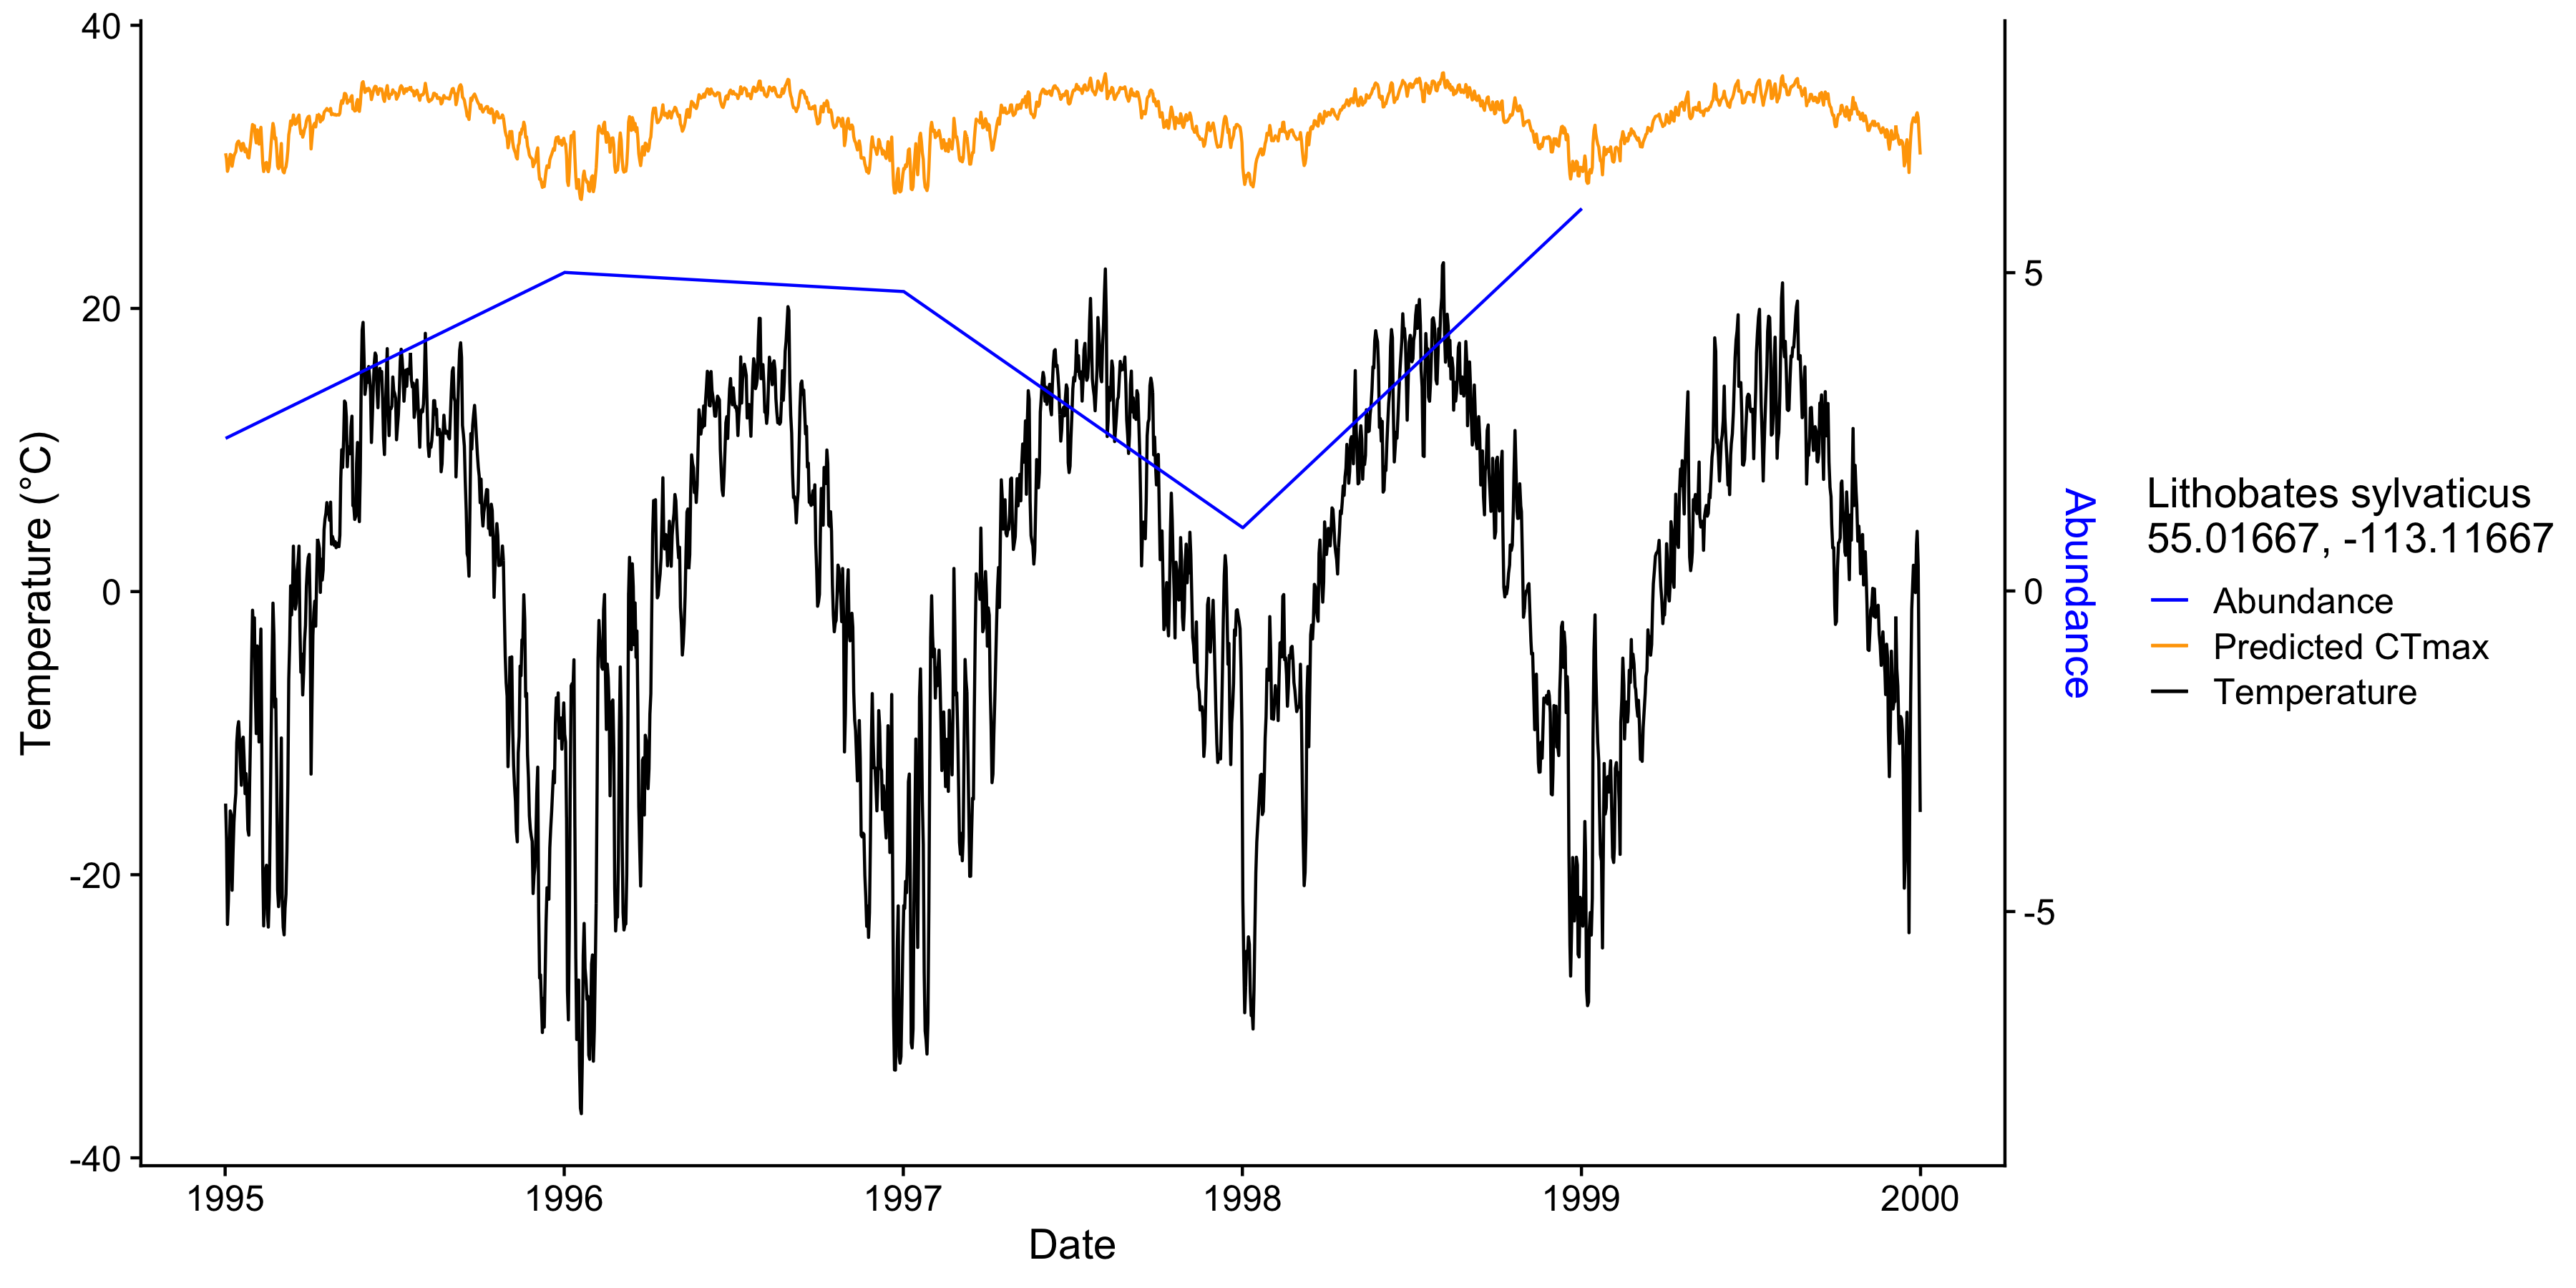 40
20
0
-20
-40
Temperature (°C)
1995
1996
1997
1998
1999
2000
Date
5
0
-5
Abundance
Lithobates sylvaticus
55.01667, -113.11667
Abundance
Predicted CTmax
Temperature